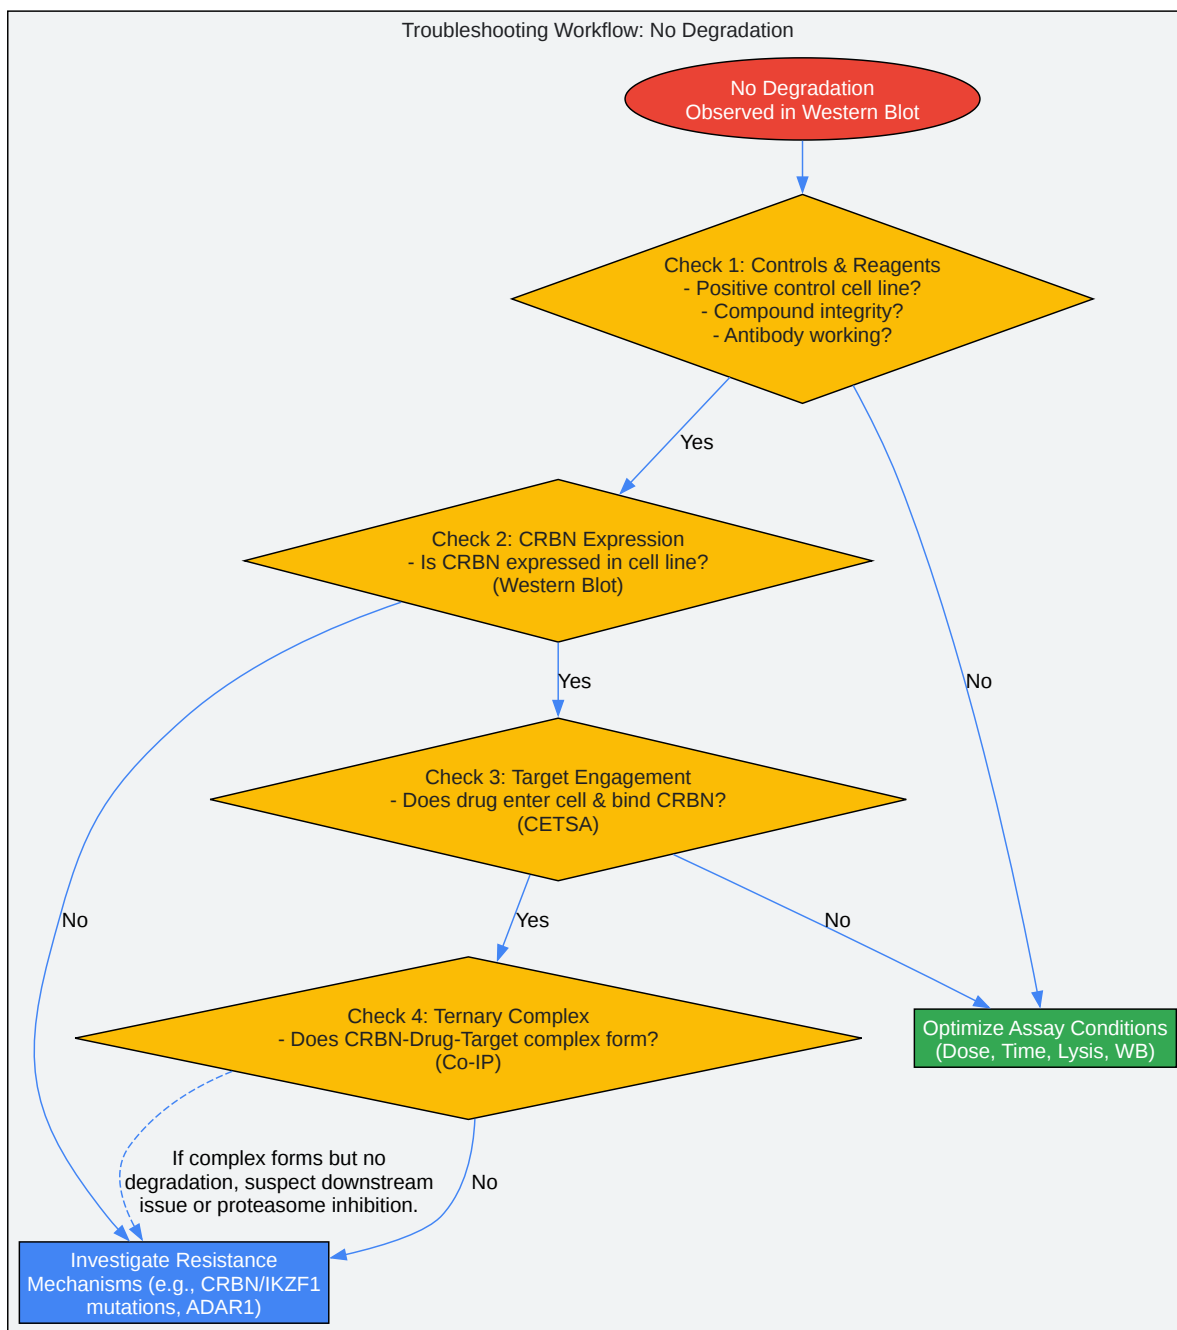 Troubleshooting Workflow: No Degradation
No Degradation
Observed in Western Blot
Check 1: Controls & Reagents
- Positive control cell line?
- Compound integrity?
- Antibody working?
Yes
Check 2: CRBN Expression
- Is CRBN expressed in cell line?
(Western Blot)
Yes
No
Check 3: Target Engagement
- Does drug enter cell & bind CRBN?
(CETSA)
No
Yes
No
Check 4: Ternary Complex
- Does CRBN-Drug-Target complex form?
(Co-IP)
Optimize Assay Conditions
(Dose, Time, Lysis, WB)
If complex forms but no
degradation, suspect downstream
issue or proteasome inhibition.
No
Investigate Resistance
Mechanisms (e.g., CRBN/IKZF1
mutations, ADAR1)